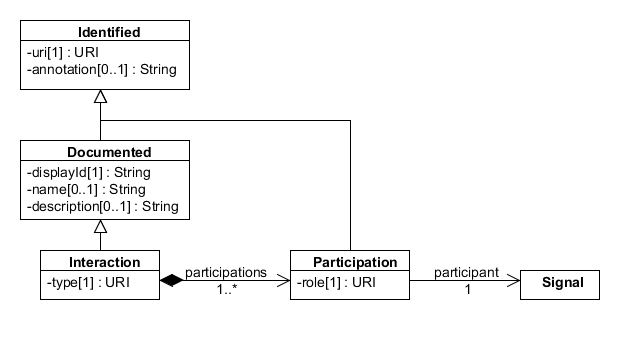 Identified
-uri[1] : URI
-annotation[0..1] : String
Documented
-displayId[1] : String
-name[0..1] : String
-description[0..1] : String
Interaction
-type[1] : URI
participations
1..*
Participation
-role[1] : URI
participant
1
Signal